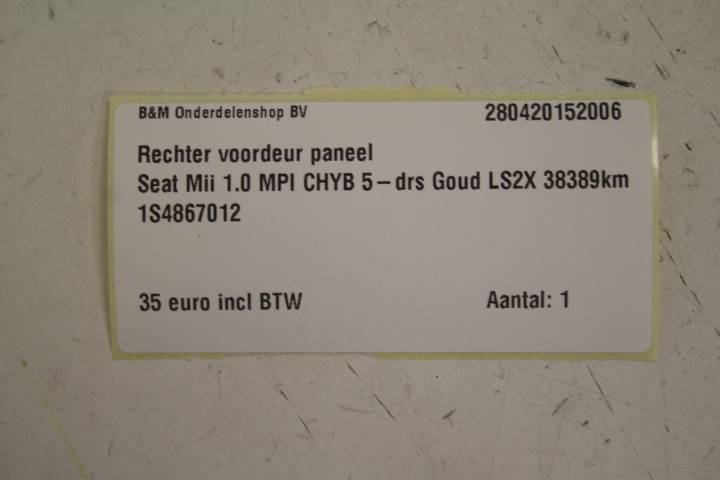 B&M Onderdelenshop BV 280420152006
Rechter voordeur paneel
Seat Mii 1.0 MPI CHYB 5-drs Goud LS2X 38389km
1S4867012
35 euro incl BTW Aantal: 1